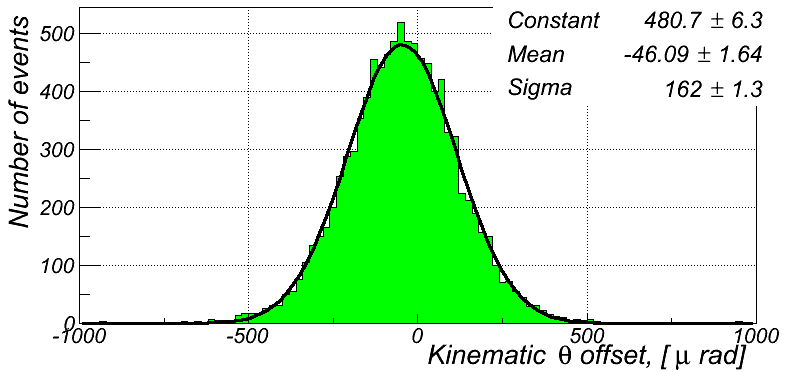 Constant 480.7 ± 6.3
Mean -46.09 ± 1.64
Sigma 162 ± 1.3
Number of events
500
400
300
200
100
0
-1000 -500 0 500 1000
Kinematic θ offset, [ μ rad]